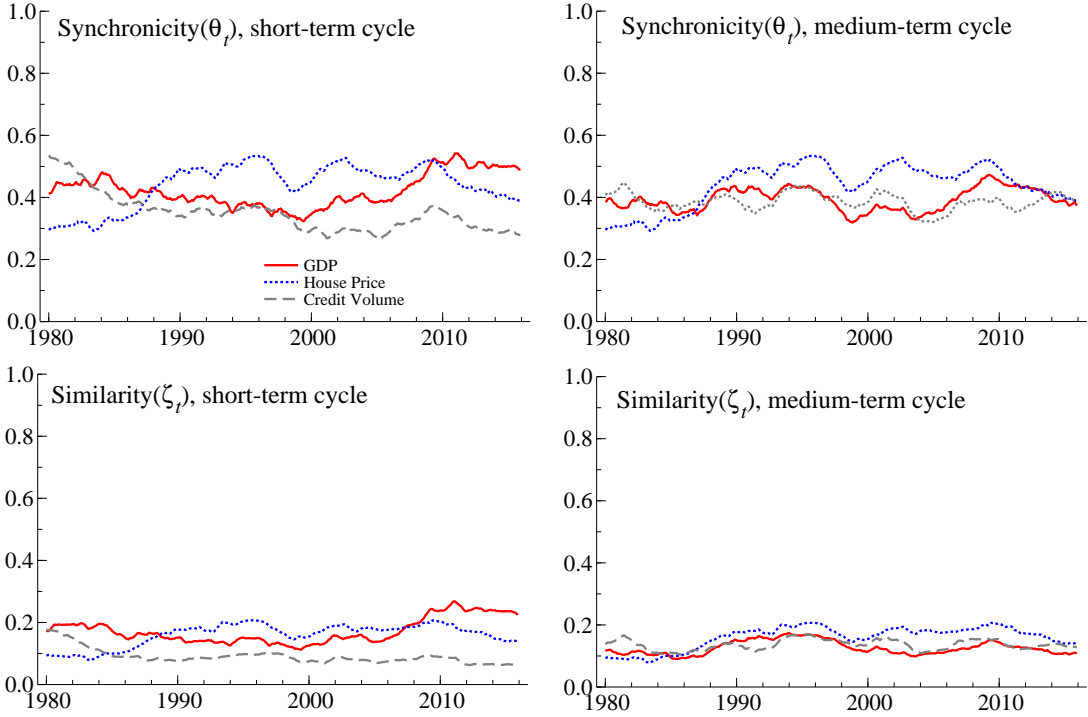 Synchronicity(θt), short-term cycle
1.0
0.8
0.6
0.4
0.2
0.0
GDP
House Price
Credit Volume
1980 1990 2000 2010
Synchronicity(θt), medium-term cycle
1.0
0.8
0.6
0.4
0.2
0.0
1980 1990 2000 2010
Similarity(ζt), short-term cycle
1.0
0.8
0.6
0.4
0.2
0.0
1980 1990 2000 2010
Similarity(ζt), medium-term cycle
1.0
0.8
0.6
0.4
0.2
0.0
1980 1990 2000 2010